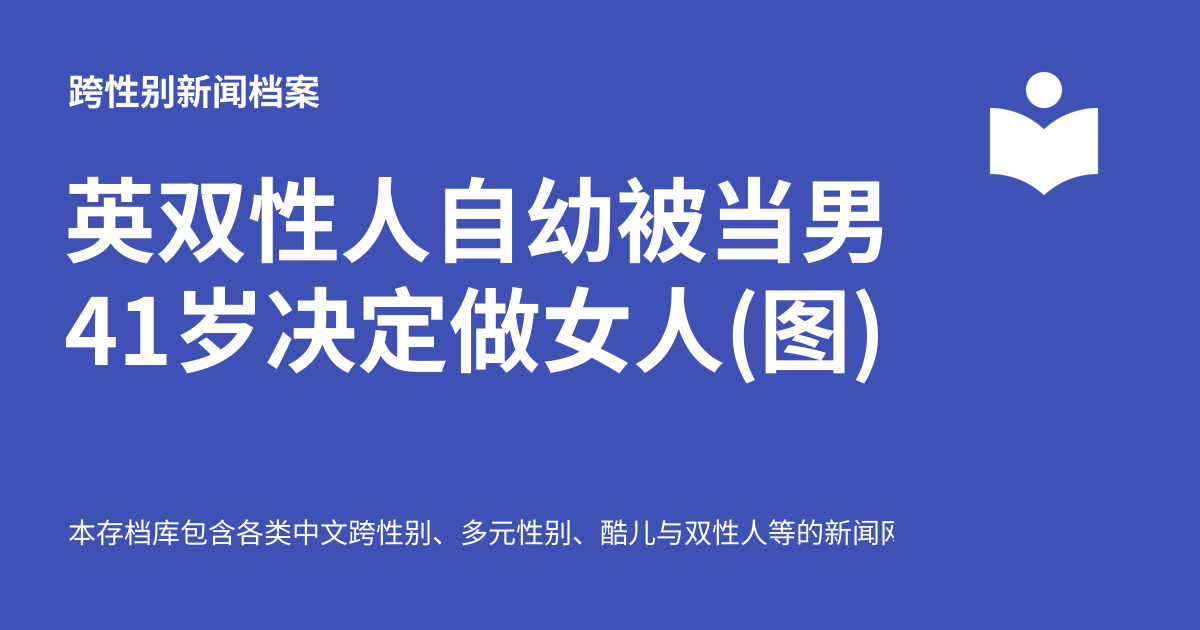 跨性别新闻档案
英双性人自幼被当男
41岁决定做女人(图)
本存档库包含各类中文跨性别、多元性别、酷儿与双性人等的新闻